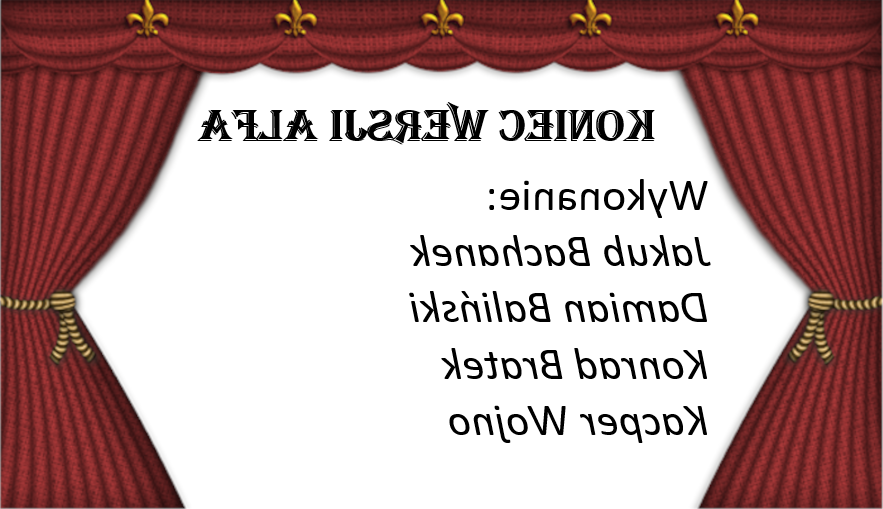 KONIEC WERSJI ALFA
Wykonanie:
Jakub Bachanek
Damian Baliński
Konrad Bratek
Kacper Wojno